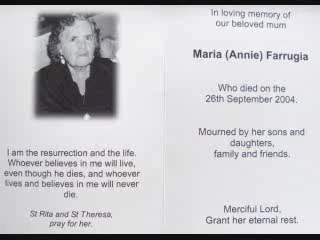 I am the resurrection and the life.
Whoever believes in me will live,
even though he dies, and whoever
lives and believes in me will never
die.
St Rita and St Theresa,
pray for her.
In loving memory of
our beloved mum
Maria (Annie) Farrugia
Who died on the
26th September 2004.
Mourned by her sons and
daughters,
family and friends.
Merciful Lord,
Grant her eternal rest.